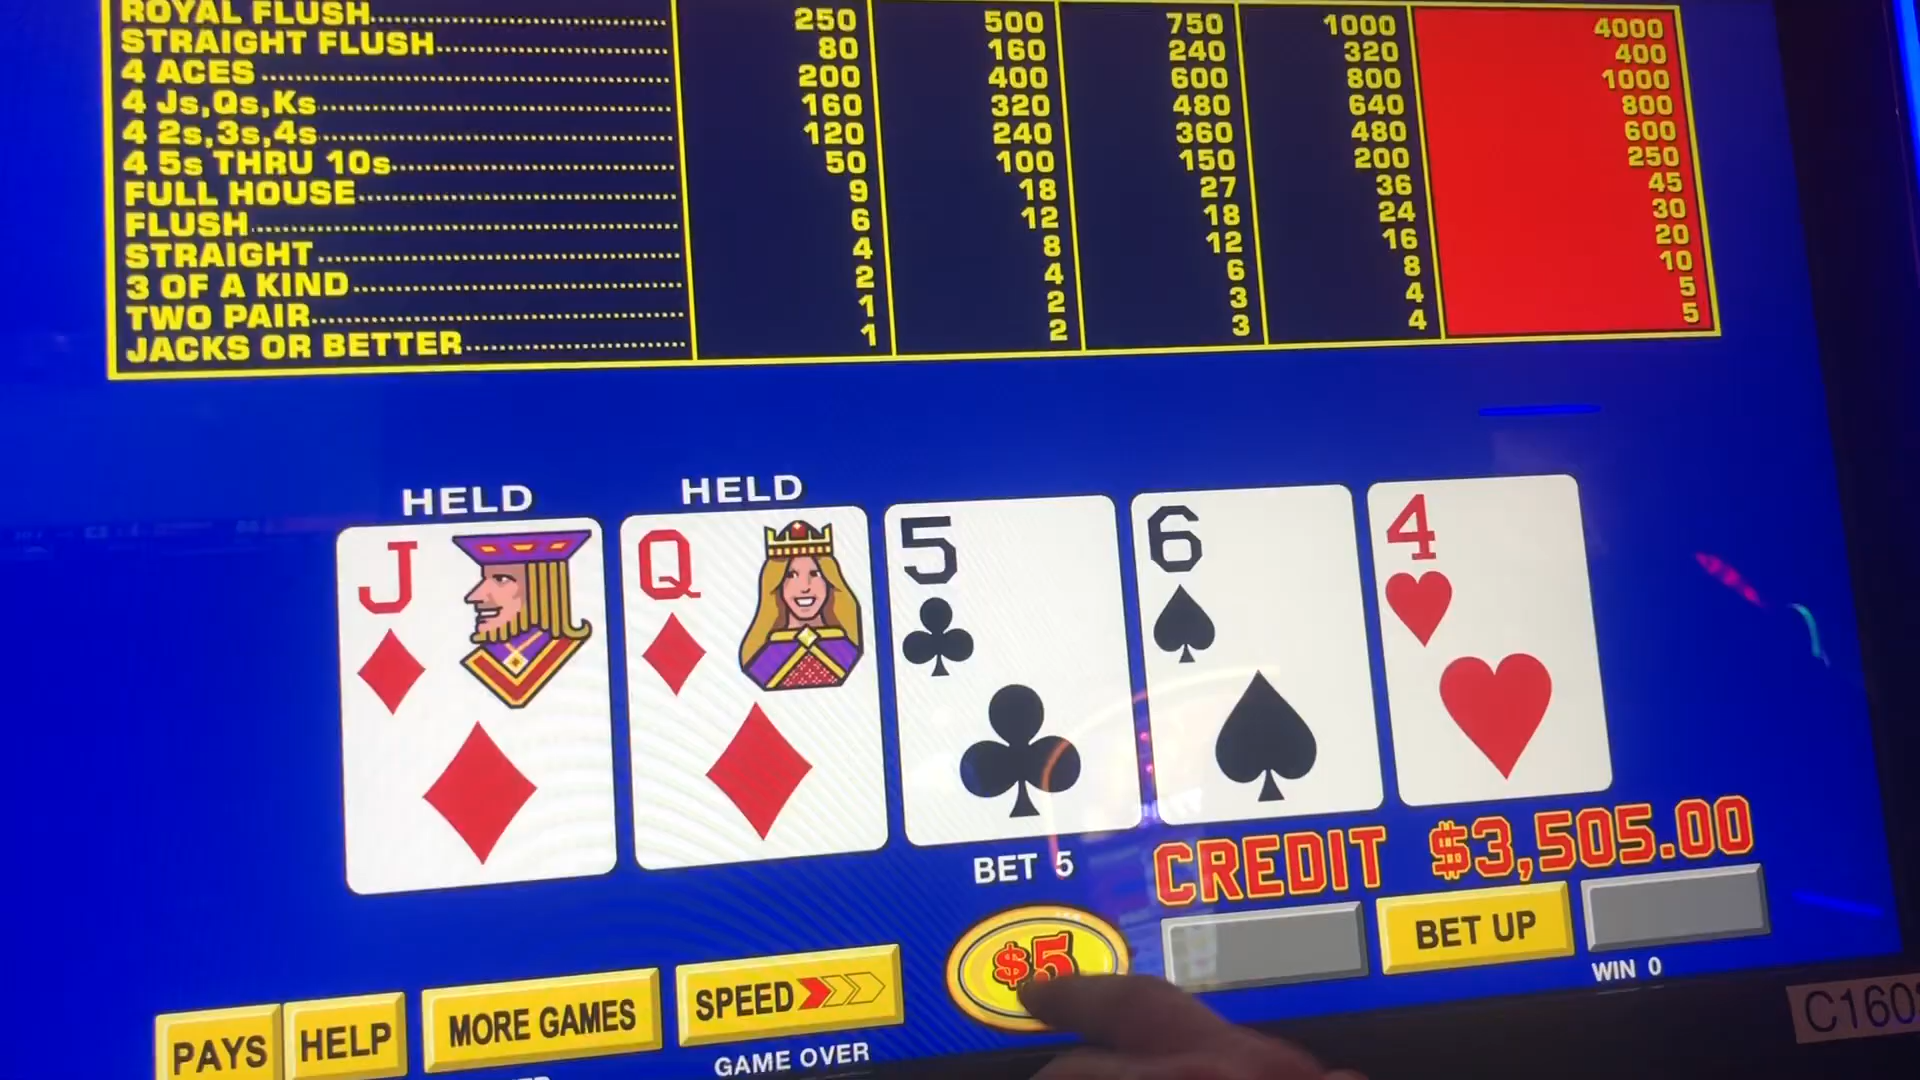 ROYAL FLUSH 250 500 750 1000 4000
STRAIGHT FLUSH 80 160 240 320 400
4 ACES 200 400 600 800 1000
4 Js,Qs,Ks 160 320 480 640 800
4 2s,3s,4s 120 240 360 480 600
4 5s THRU 10s 50 100 150 200 250
FULL HOUSE 9 18 27 36 45
FLUSH 6 12 18 24 30
STRAIGHT 4 8 12 16 20
3 OF A KIND 2 4 6 8 10
TWO PAIR 1 2 3 4 5
JACKS OR BETTER 1 2 3 4 5
HELD HELD
J Q 5 6 4
BET 5
CREDIT $3,505.00
$5
BET UP
WIN 0
PAYS
HELP
MORE GAMES
SPEED
GAME OVER